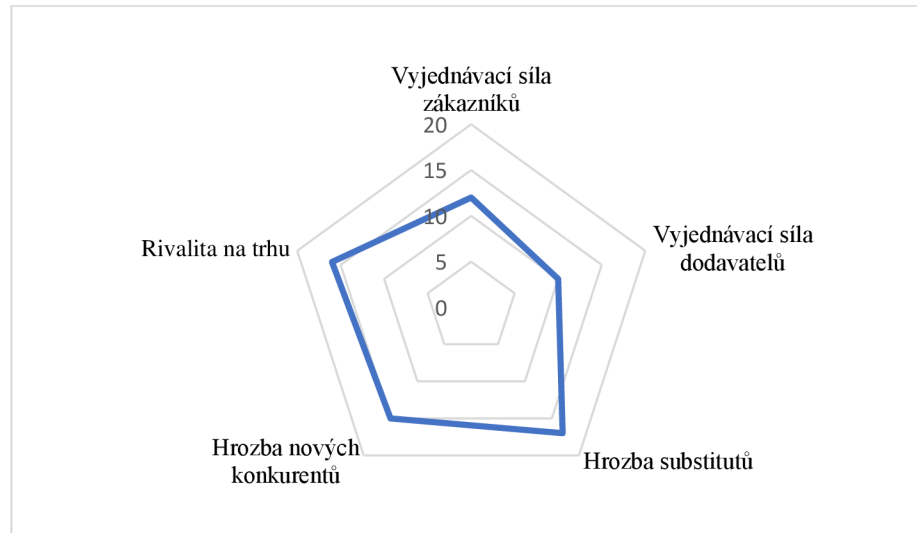 Vyjednávací síla
zákazníků
20
15
10
5
0
Vyjednávací síla
dodavatelů
Hrozba substitutů
Hrozba nových
konkurentů
Rivalita na trhu